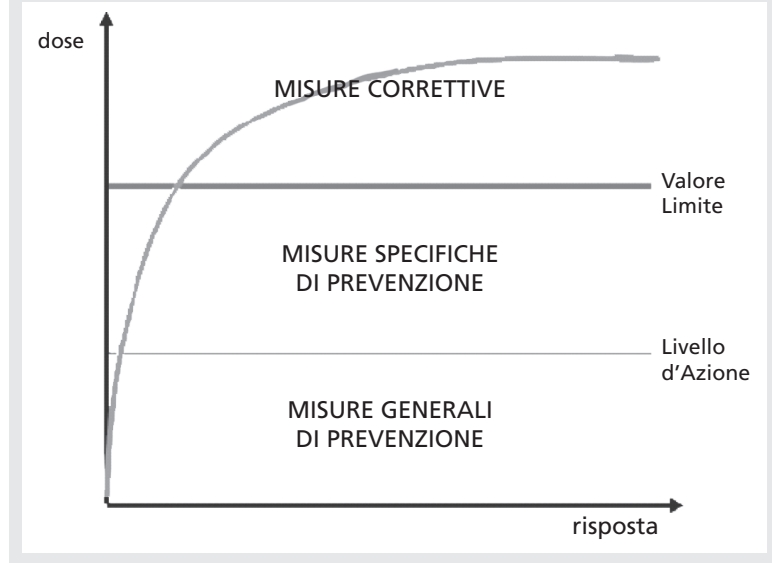 dose
MISURE CORRETTIVE
Valore
Limite
MISURE SPECIFICHE
DI PREVENZIONE
Livello
d'Azione
MISURE GENERALI
DI PREVENZIONE
risposta